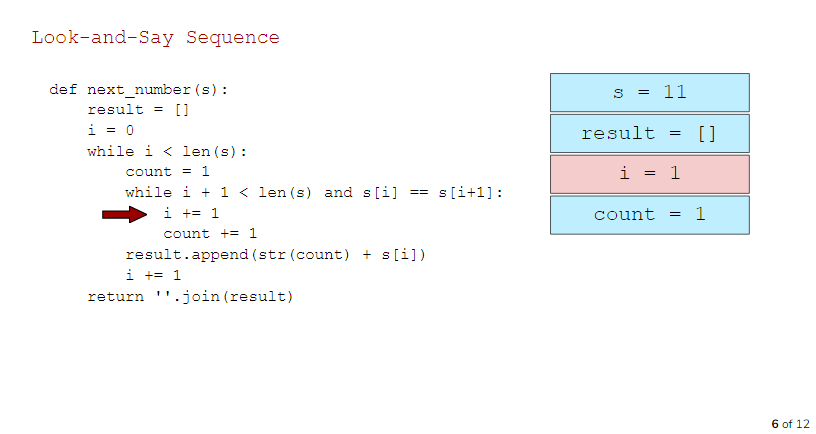 Look-and-Say Sequence
def next_number(s):
    result = []
    i = 0
    while i < len(s):
        count = 1
        while i + 1 < len(s) and s[i] == s[i+1]:
            i += 1
            count += 1
        result.append(str(count) + s[i])
        i += 1
    return ''.join(result)
s = 11
result = []
i = 1
count = 1
6 of 12